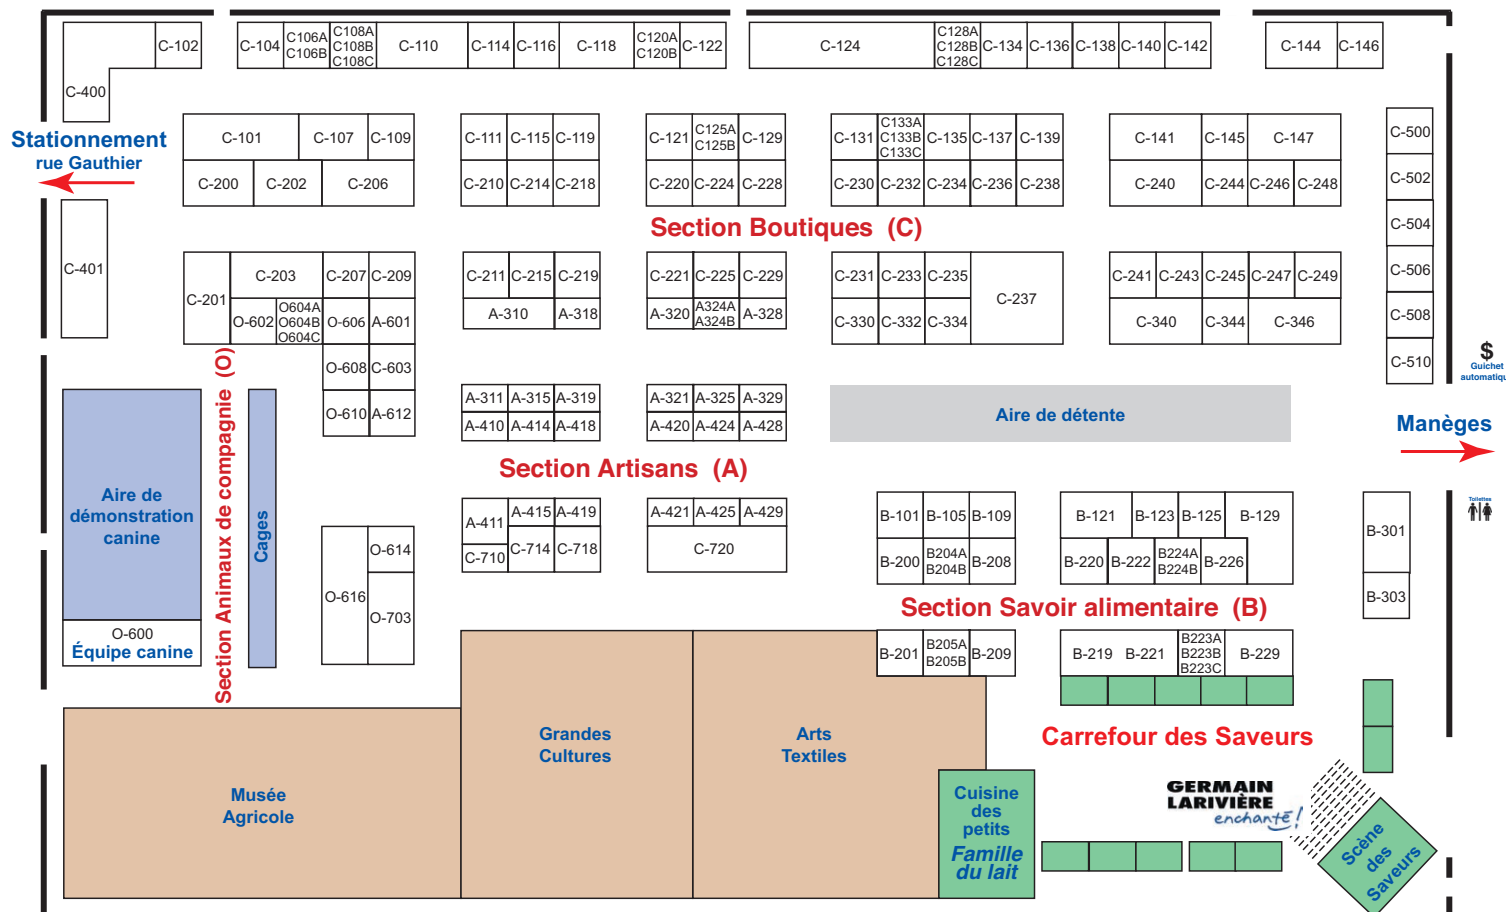 C-102
C-104
C106A
C106B
C108A
C108B
C108C
C-110
C-114
C-116
C-118
C120A
C120B
C-122
C-124
C128A
C128B
C128C
C-134
C-136
C-138
C-140
C-142
C-144
C-146
C-400
Stationnement
rue Gauthier
C-101
C-107
C-109
C-111
C-115
C-119
C-121
C125A
C125B
C-129
C-131
C133A
C133B
C133C
C-135
C-137
C-139
C-141
C-145
C-147
C-500
C-200
C-202
C-206
C-210
C-214
C-218
C-220
C-224
C-228
C-230
C-232
C-234
C-236
C-238
C-240
C-244
C-246
C-248
C-502
Section Boutiques (C)
C-504
C-401
C-201
C-203
C-207
C-209
C-211
C-215
C-219
C-221
C-225
C-229
C-231
C-233
C-235
C-237
C-241
C-243
C-245
C-247
C-249
C-506
O-602
O604A
O604B
O604C
O-606
A-601
A-310
A-318
A-320
A324A
A324B
A-328
C-330
C-332
C-334
C-340
C-344
C-346
C-508
O-608
C-603
C-510
$
Guichet
automatiqu
O-610
A-612
A-311
A-315
A-319
A-321
A-325
A-329
A-410
A-414
A-418
A-420
A-424
A-428
Aire de détente
Manèges
Section Animaux de compagnie (O)
Section Artisans (A)
Aire de
démonstration
canine
Cages
A-411
A-415
A-419
A-421
A-425
A-429
C-710
C-714
C-718
C-720
B-101
B-105
B-109
B-121
B-123
B-125
B-129
B-301
Toilettes
B-200
B204A
B204B
B-208
B-220
B-222
B224A
B224B
B-226
B-303
O-614
O-616
O-703
Section Savoir alimentaire (B)
O-600
Équipe canine
B-201
B205A
B205B
B-209
B-219
B-221
B223A
B223B
B223C
B-229
Grandes
Cultures
Arts
Textiles
Carrefour des Saveurs
Musée
Agricole
Cuisine
des
petits
Famille
du lait
GERMAIN
LARIVIÈRE
enchanté!
Scène
des
Saveurs